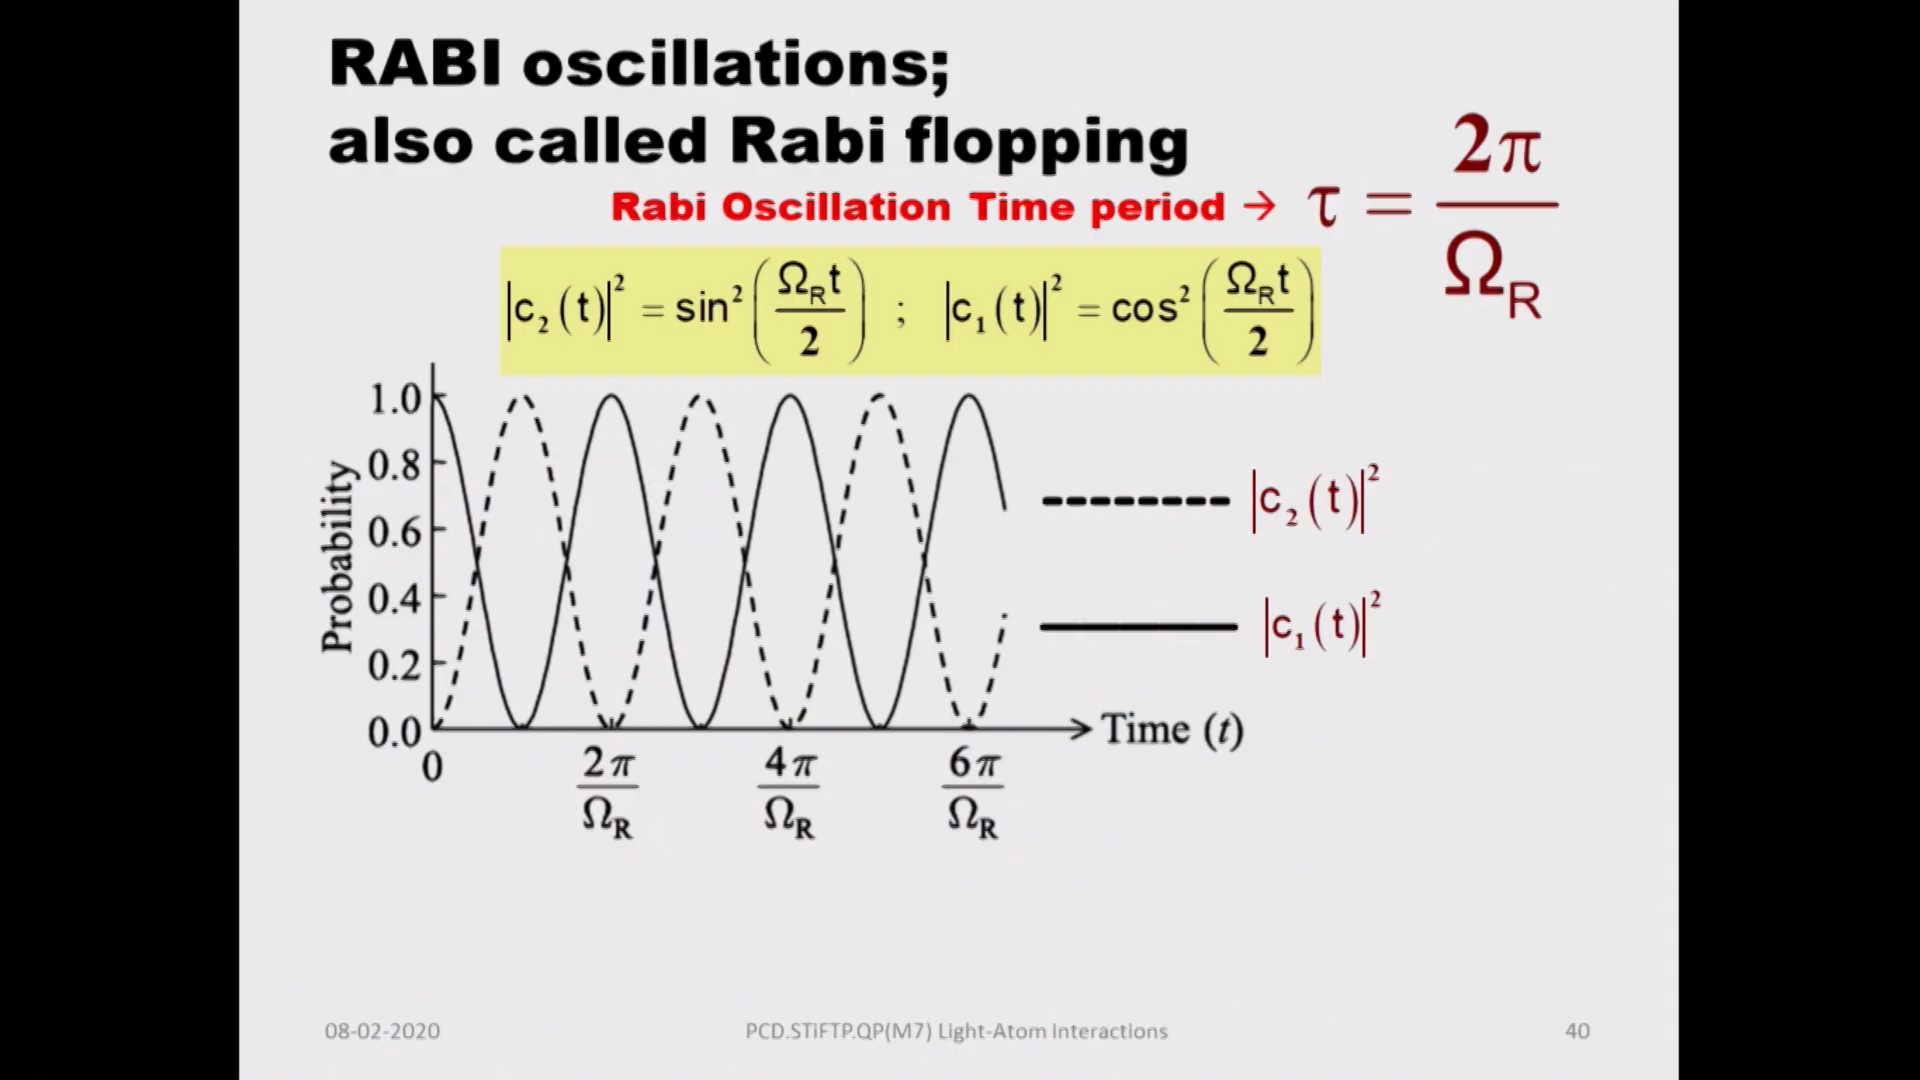 RABI oscillations;
also called Rabi flopping
Rabi Oscillation Time period → τ = 2π / Ω_R
|c₂(t)|² = sin²(Ω_R t / 2) ; |c₁(t)|² = cos²(Ω_R t / 2)
Probability
1.0
0.8
0.6
0.4
0.2
0.0
0
2π / Ω_R
4π / Ω_R
6π / Ω_R
Time (t)
|c₂(t)|²
|c₁(t)|²
08-02-2020
PCD.STiFTP.QP(M7) Light-Atom Interactions
40